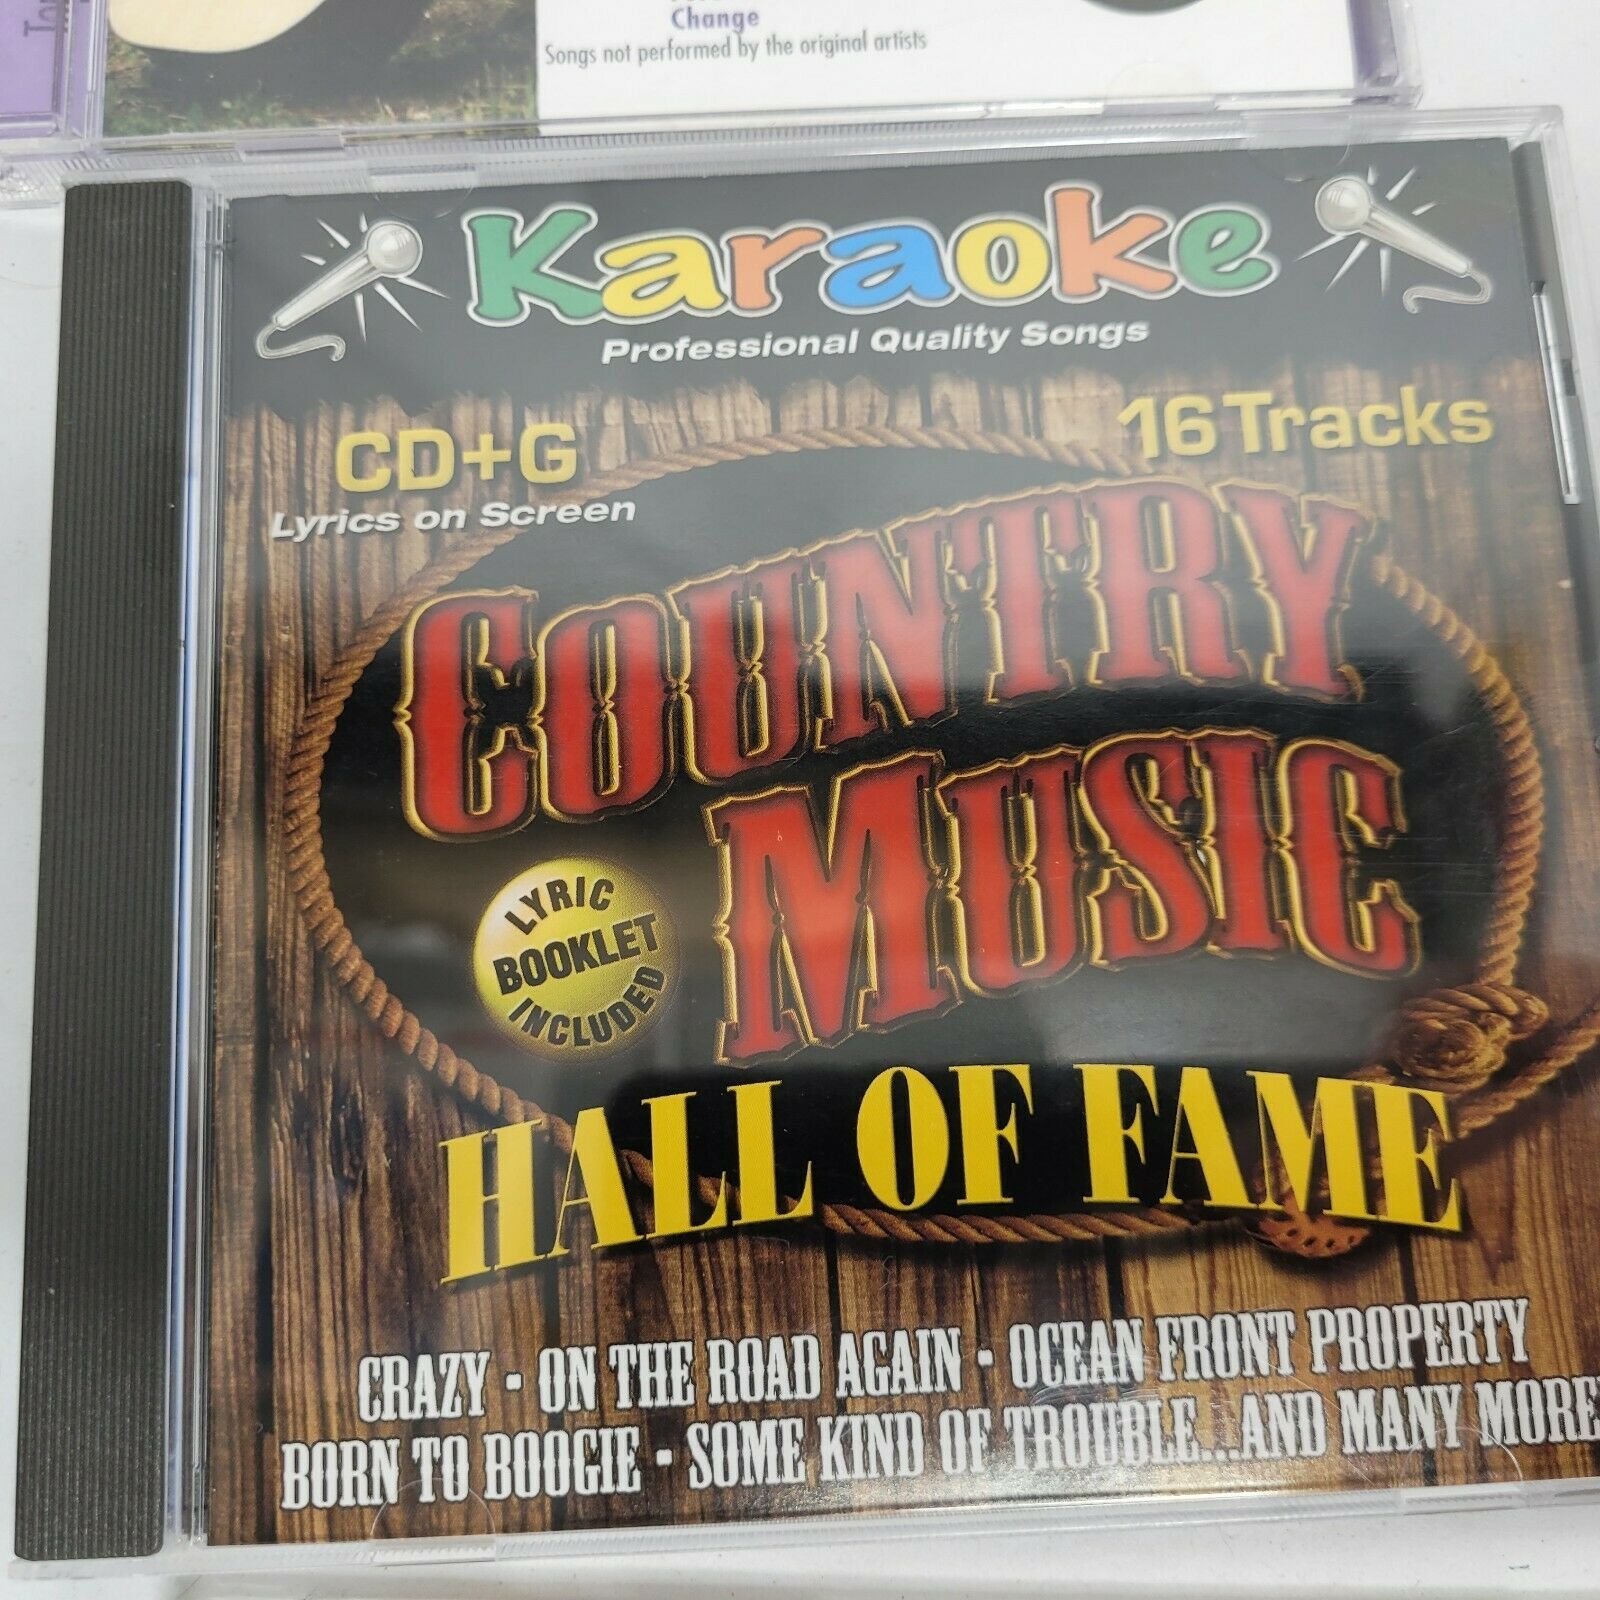 Change
Songs not performed by the original artists
Karaoke
Professional Quality Songs
CD+G
16 Tracks
Lyrics on Screen
COUNTRY
MUSIC
LYRIC
BOOKLET
INCLUDED
HALL OF FAME
CRAZY • ON THE ROAD AGAIN • OCEAN FRONT PROPERTY
BORN TO BOOGIE • SOME KIND OF TROUBLE...AND MANY MORE